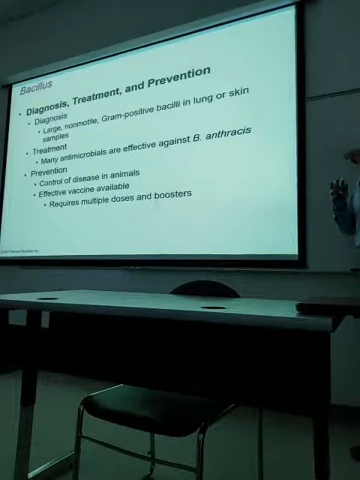 Bacillus
• Diagnosis, Treatment, and Prevention
• Diagnosis
• Large, nonmotile, Gram-positive bacilli in lung or skin
samples
• Treatment
• Many antimicrobials are effective against B. anthracis
• Prevention
• Control of disease in animals
• Effective vaccine available
• Requires multiple doses and boosters